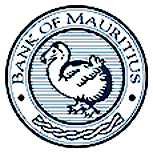 · BANK OF MAURITIUS ·